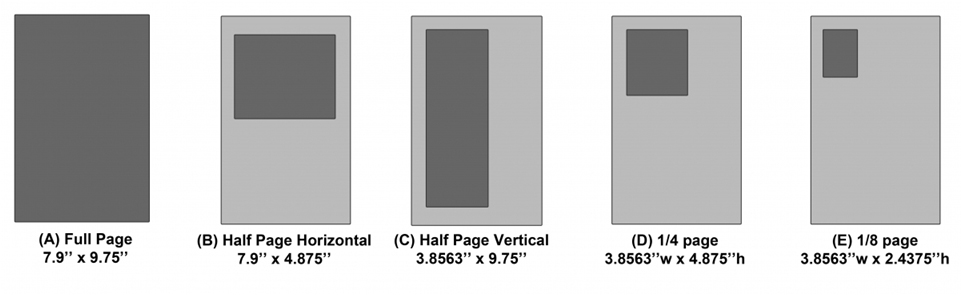 (A) Full Page
7.9’’ x 9.75’’
(B) Half Page Horizontal
7.9’’ x 4.875’’
(C) Half Page Vertical
3.8563’’ x 9.75’’
(D) 1/4 page
3.8563’’w x 4.875’’h
(E) 1/8 page
3.8563’’w x 2.4375’’h